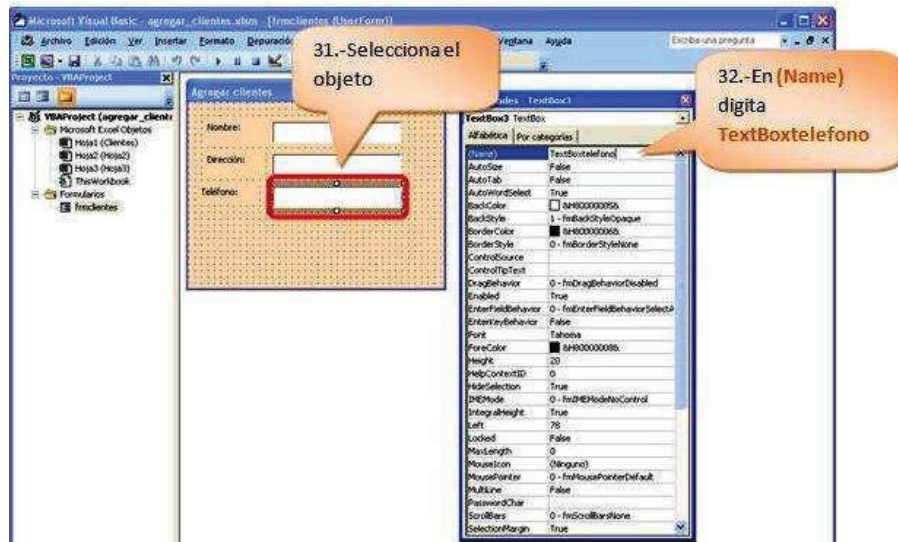 Microsoft Visual Basic - agregar_clientes.xlsm - [frmclientes (UserForm)]
Archivo Edición Ver Insertar Formato Depuración Ventana Ayuda
Escriba una pregunta
31.-Selecciona el
objeto
32.-En (Name)
digita
TextBoxtelefono
Proyecto - VBAProject
VBAProject (agregar_client
Microsoft Excel Objetos
Hoja1 (Clientes)
Hoja2 (Hoja2)
Hoja3 (Hoja3)
ThisWorkbook
Formularios
frmclientes
Agregar clientes
Nombre:
Dirección:
Teléfono:
des - TextBox3
TextBox3 TextBox
Alfabética Por categorías
(Name) TextBoxtelefono
AutoSize False
AutoTab False
AutoWordSelect True
BackColor &H80000005&
BackStyle 1 - fmBackStyleOpaque
BorderColor &H80000006&
BorderStyle 0 - fmBorderStyleNone
ControlSource
ControlTipText
DragBehavior 0 - fmDragBehaviorDisabled
Enabled True
EnterFieldBehavior 0 - fmEnterFieldBehaviorSelectA
EnterKeyBehavior False
Font Tahoma
ForeColor &H80000008&
Height 20
HelpContextID 0
HideSelection True
IMEMode 0 - fmIMEModeNoControl
IntegralHeight True
Left 78
Locked False
MaxLength 0
MouseIcon (Ninguno)
MousePointer 0 - fmMousePointerDefault
MultiLine False
PasswordChar
ScrollBars 0 - fmScrollBarsNone
SelectionMargin True